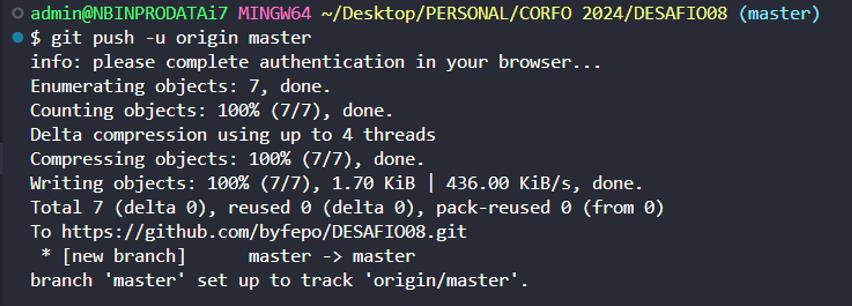 admin@NBINPRODATAi7 MINGW64 ~/Desktop/PERSONAL/CORFO 2024/DESAFIO08 (master)
$ git push -u origin master
info: please complete authentication in your browser...
Enumerating objects: 7, done.
Counting objects: 100% (7/7), done.
Delta compression using up to 4 threads
Compressing objects: 100% (7/7), done.
Writing objects: 100% (7/7), 1.70 KiB | 436.00 KiB/s, done.
Total 7 (delta 0), reused 0 (delta 0), pack-reused 0 (from 0)
To https://github.com/byfepo/DESAFIO08.git
 * [new branch]      master -> master
branch 'master' set up to track 'origin/master'.